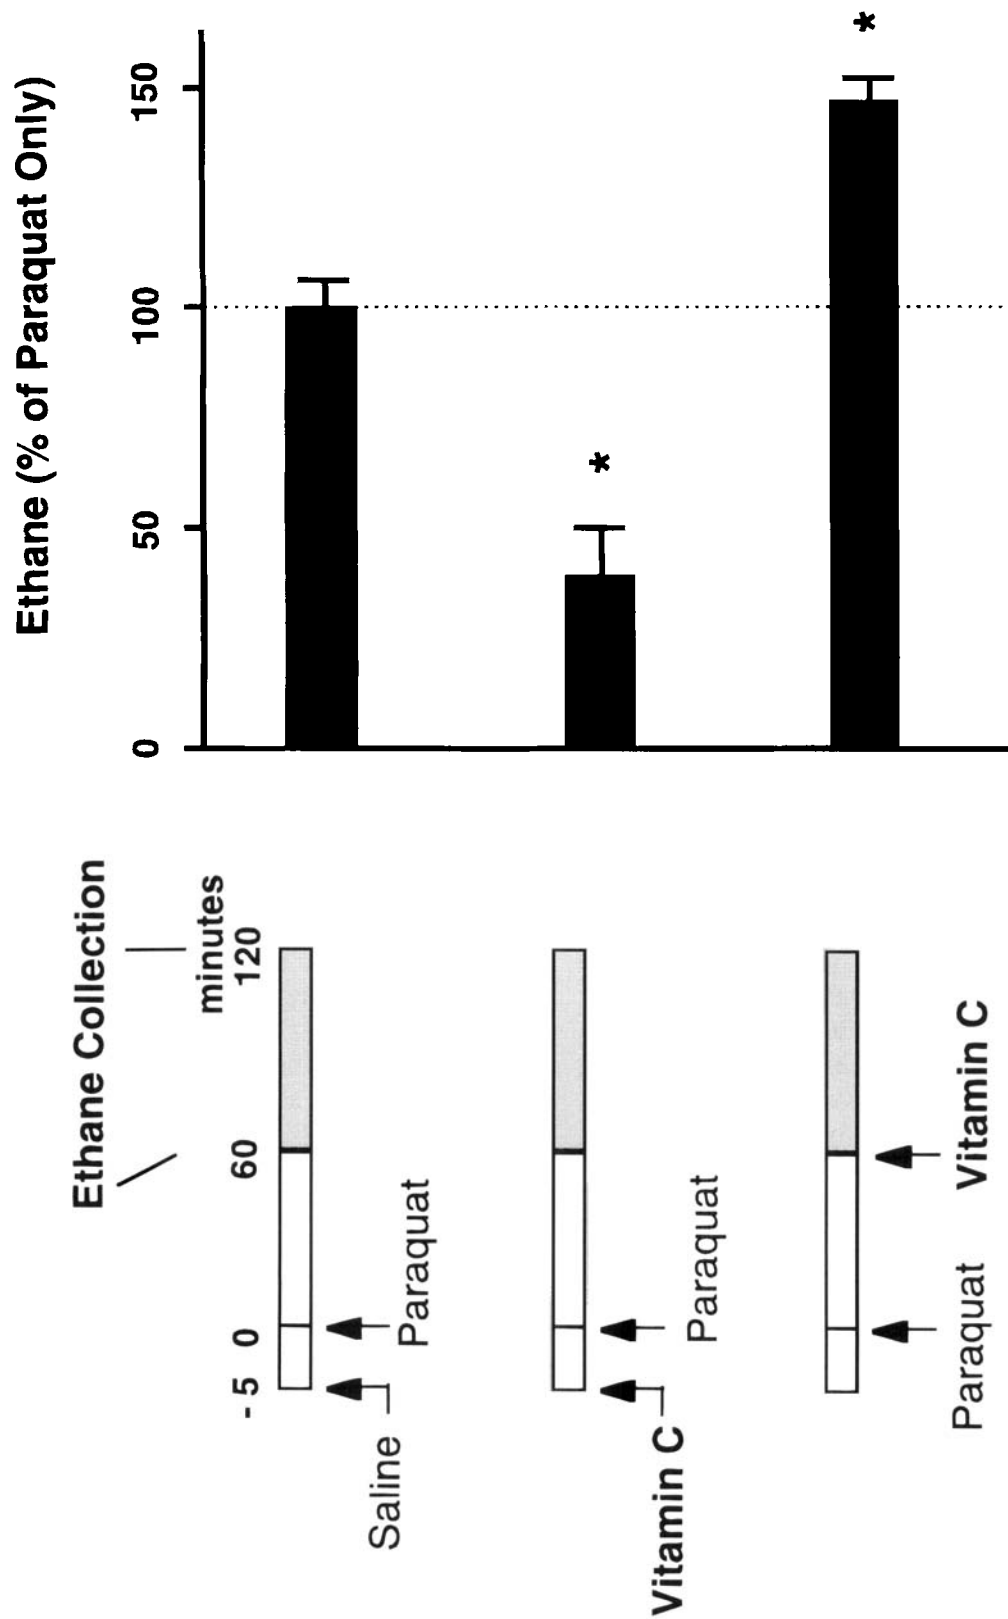 Ethane Collection
minutes
-5 0 60 120
Saline
Paraquat
Vitamin C
Paraquat
Paraquat
Vitamin C
Ethane (% of Paraquat Only)
0 50 100 150
*
*